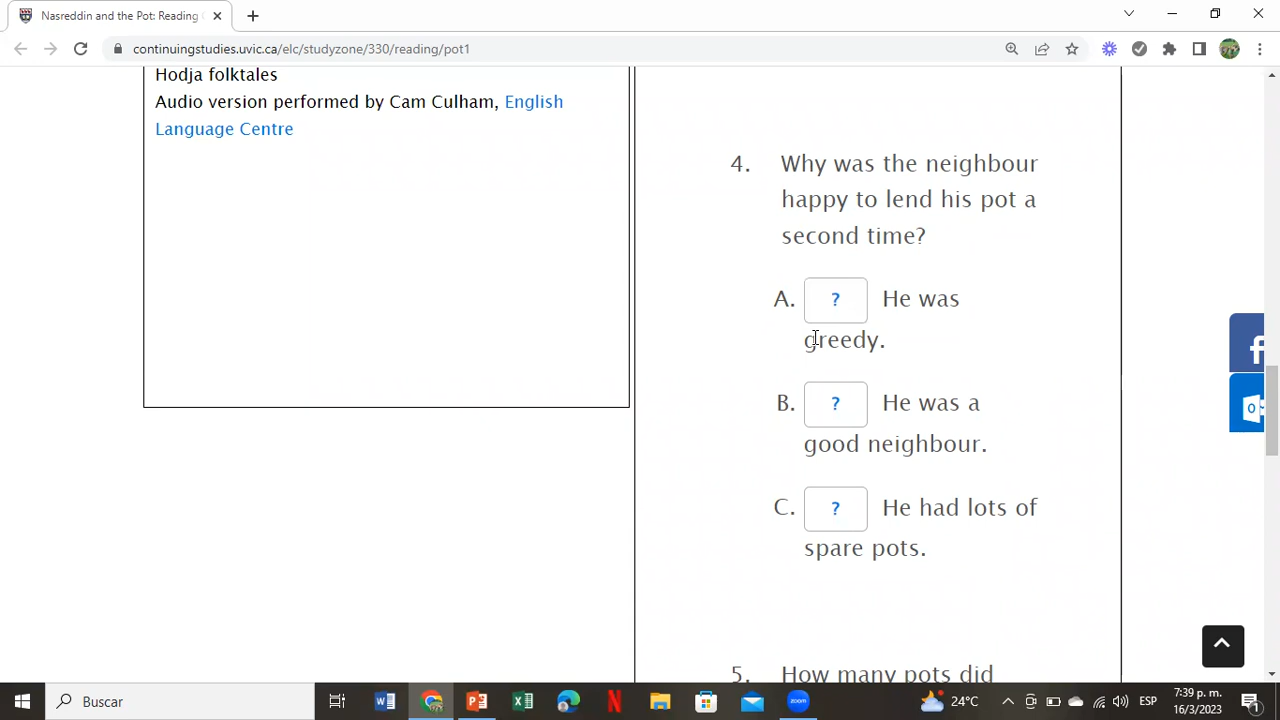 Nasreddin and the Pot: Reading
continuingstudies.uvic.ca/elc/studyzone/330/reading/pot1
Hodja folktales
Audio version performed by Cam Culham, English
Language Centre
4. Why was the neighbour
happy to lend his pot a
second time?
A. ? He was
greedy.
B. ? He was a
good neighbour.
C. ? He had lots of
spare pots.
5. How many pots did
Buscar
24°C
ESP
7:39 p. m.
16/3/2023